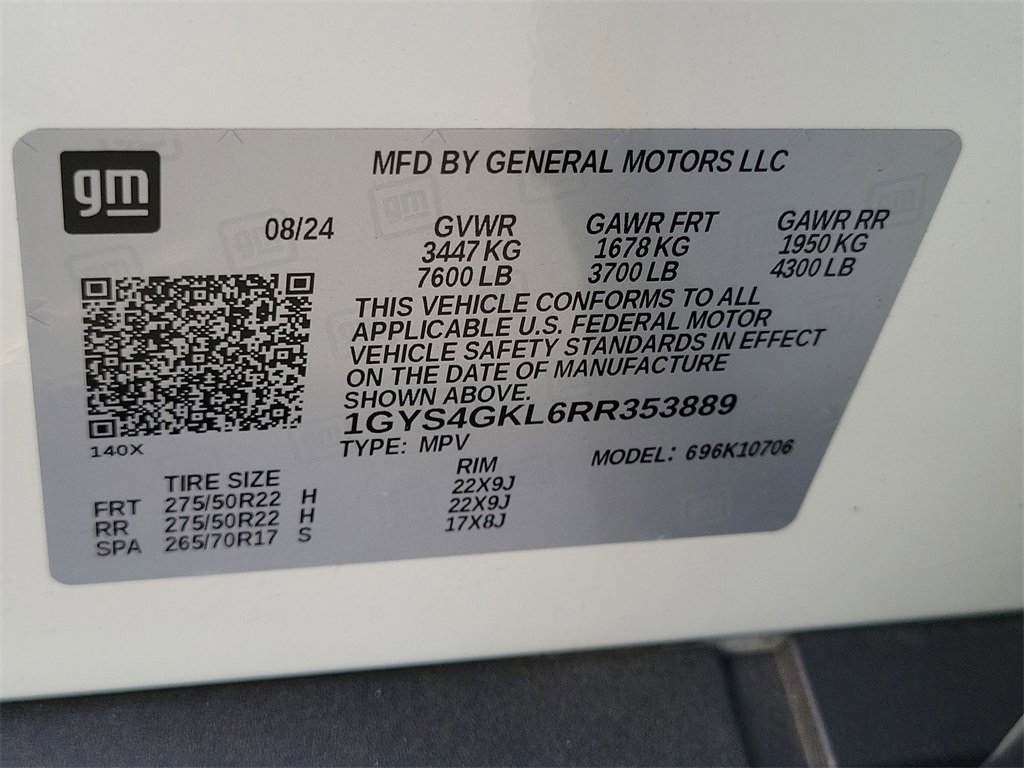 gm
MFD BY GENERAL MOTORS LLC
08/24 GVWR GAWR FRT GAWR RR
3447 KG 1678 KG 1950 KG
7600 LB 3700 LB 4300 LB
THIS VEHICLE CONFORMS TO ALL
APPLICABLE U.S. FEDERAL MOTOR
VEHICLE SAFETY STANDARDS IN EFFECT
ON THE DATE OF MANUFACTURE
SHOWN ABOVE.
1GYS4GKL6RR353889
140X TYPE: MPV MODEL: 696K10706
TIRE SIZE RIM
FRT 275/50R22 H 22X9J
RR 275/50R22 H 22X9J
SPA 265/70R17 S 17X8J